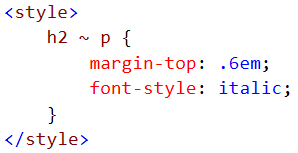 <style>
    h2 ~ p {
        margin-top: .6em;
        font-style: italic;
    }
</style>